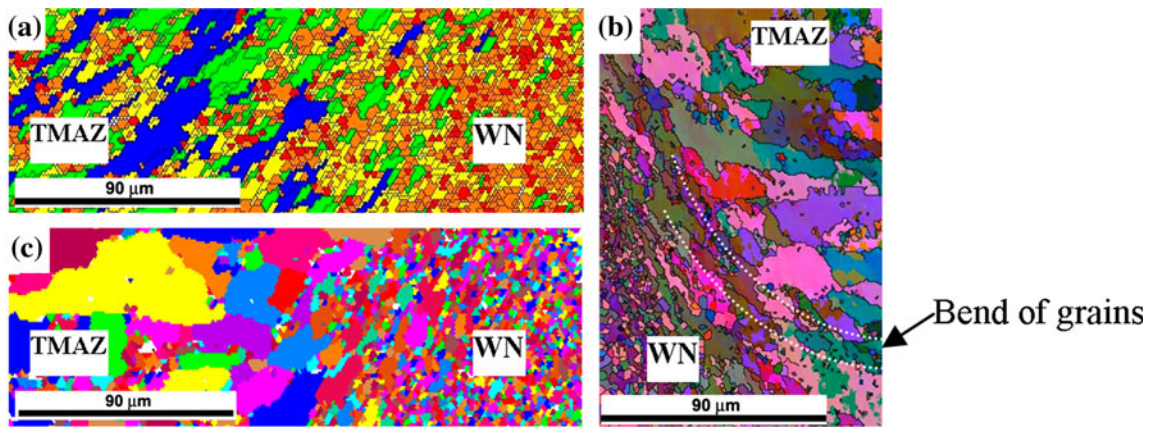 (a)
TMAZ
WN
90 μm
(c)
TMAZ
WN
90 μm
(b)
TMAZ
WN
90 μm
Bend of grains